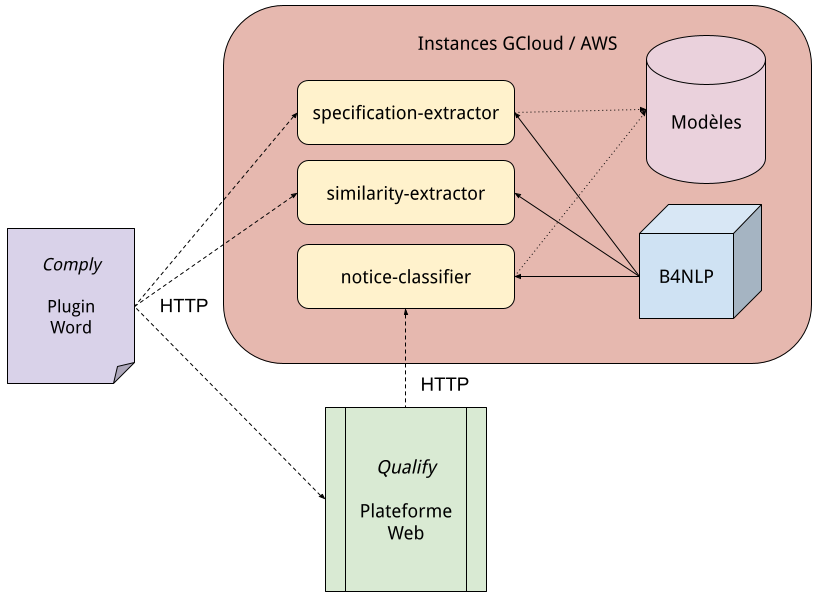 Instances GCloud / AWS
specification-extractor
Modèles
similarity-extractor
notice-classifier
B4NLP
Comply
Plugin
Word
HTTP
HTTP
Qualify
Plateforme
Web